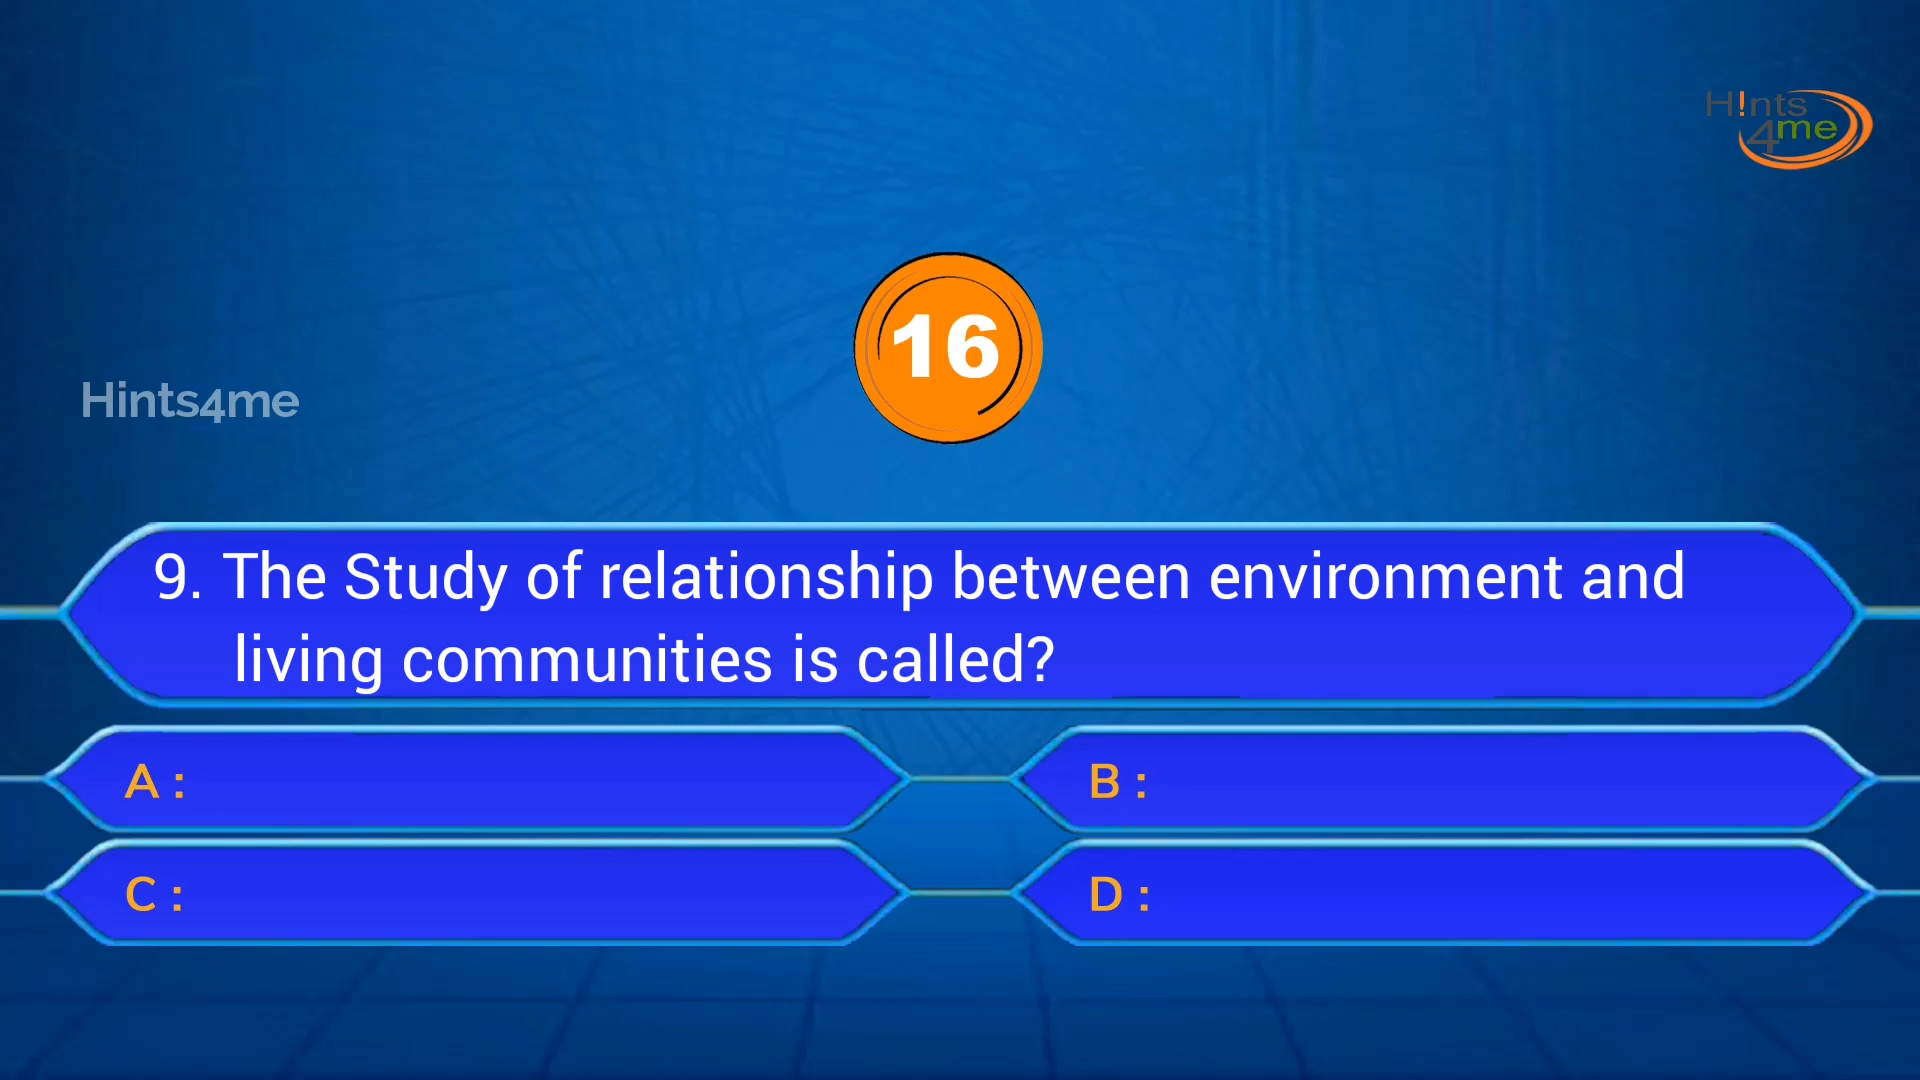 H!nts
4me
16
Hints4me
9. The Study of relationship between environment and
living communities is called?
A :
B :
C :
D :